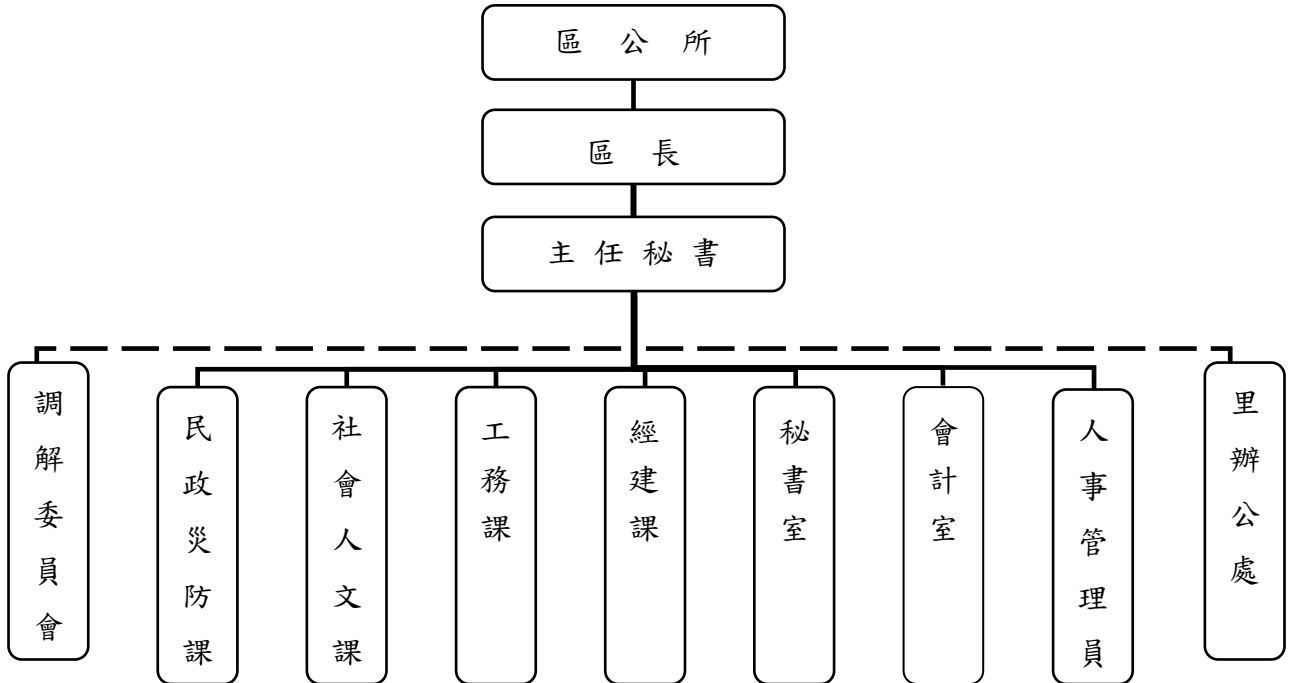 區公所
區長
主任秘書
調解委員會
民政災防課
社會人文課
工務課
經建課
秘書室
會計室
人事管理員
里辦公處